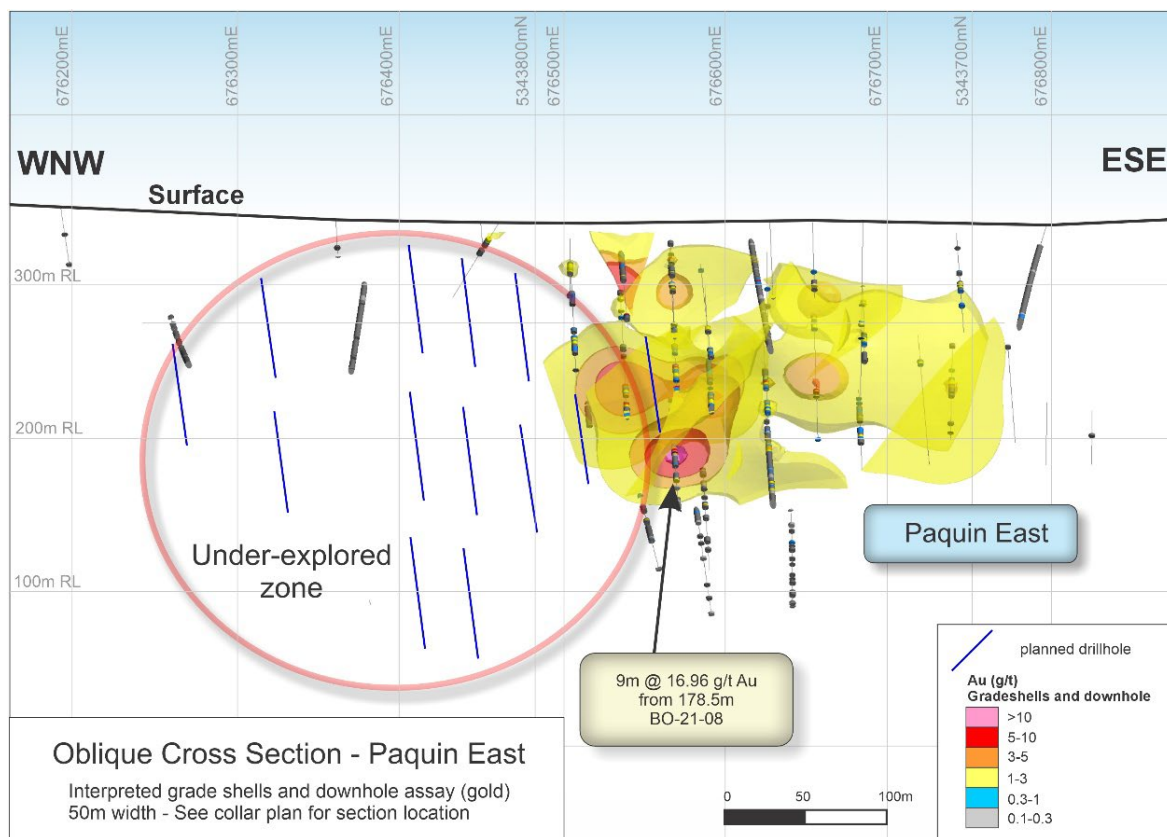 676200mE
676300mE
676400mE
5343800mN
676500mE
676600mE
676700mE
5343700mN
676800mE
WNW
ESE
Surface
300m RL
200m RL
100m RL
Under-explored
zone
Paquin East
9m @ 16.96 g/t Au
from 178.5m
BO-21-08
planned drillhole
Au (g/t)
Gradeshells and downhole
>10
5-10
3-5
1-3
0.3-1
0.1-0.3
Oblique Cross Section - Paquin East
Interpreted grade shells and downhole assay (gold)
50m width - See collar plan for section location
0 50 100m